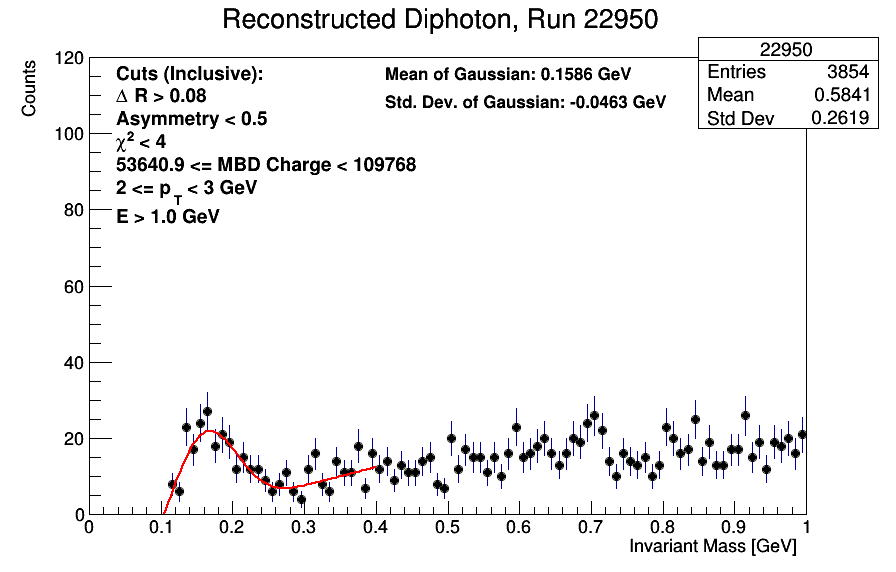 Reconstructed Diphoton, Run 22950
22950
Entries 3854
Mean 0.5841
Std Dev 0.2619
Cuts (Inclusive):
Δ R > 0.08
Asymmetry < 0.5
χ² < 4
53640.9 <= MBD Charge < 109768
2 <= p_T < 3 GeV
E > 1.0 GeV
Mean of Gaussian: 0.1586 GeV
Std. Dev. of Gaussian: -0.0463 GeV
Counts
120
100
80
60
40
20
0
0 0.1 0.2 0.3 0.4 0.5 0.6 0.7 0.8 0.9 1
Invariant Mass [GeV]